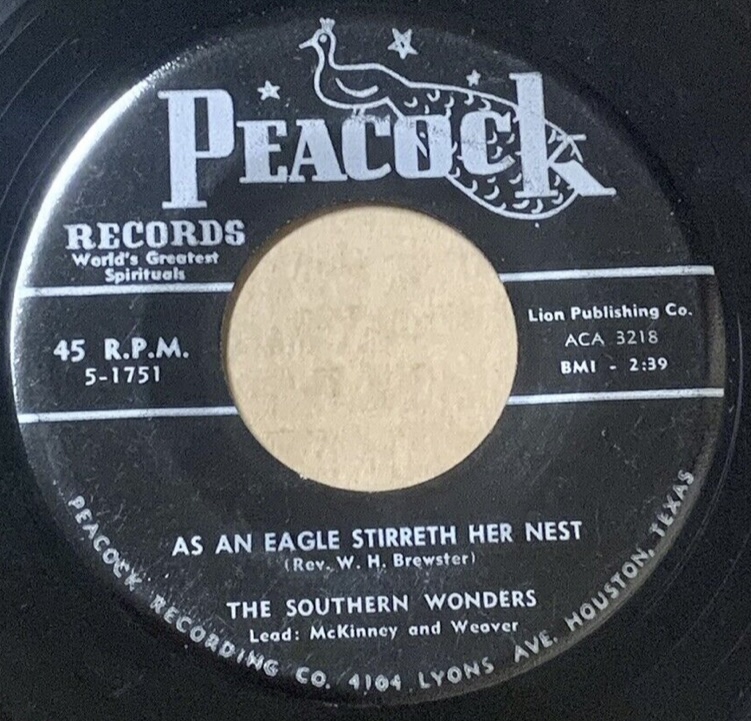 PEACOCK
RECORDS
World's Greatest
Spirituals
45 R.P.M.
5-1751
Lion Publishing Co.
ACA 3218
BMI - 2:39
AS AN EAGLE STIRRETH HER NEST
(Rev. W. H. Brewster)
THE SOUTHERN WONDERS
Lead: McKinney and Weaver
PEACOCK RECORDING CO. 4104 LYONS AVE. HOUSTON, TEXAS